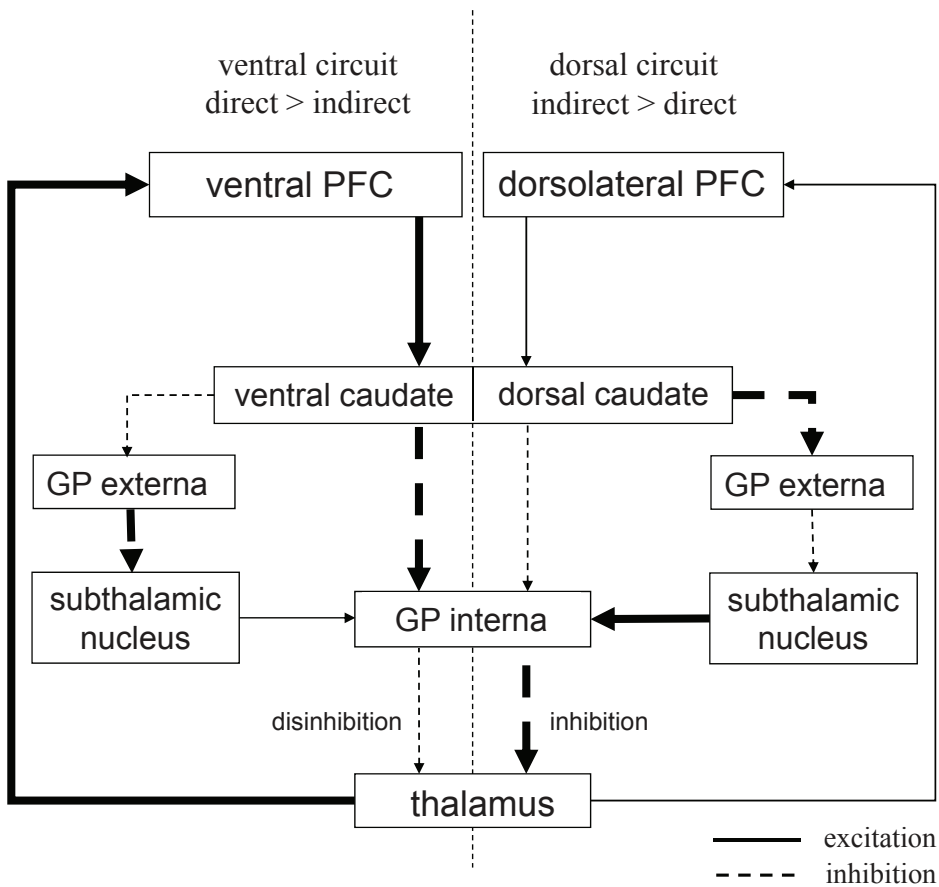 ventral circuit
direct > indirect
dorsal circuit
indirect > direct
ventral PFC
dorsolateral PFC
ventral caudate
dorsal caudate
GP externa
GP externa
subthalamic
nucleus
GP interna
subthalamic
nucleus
disinhibition
inhibition
thalamus
excitation
inhibition